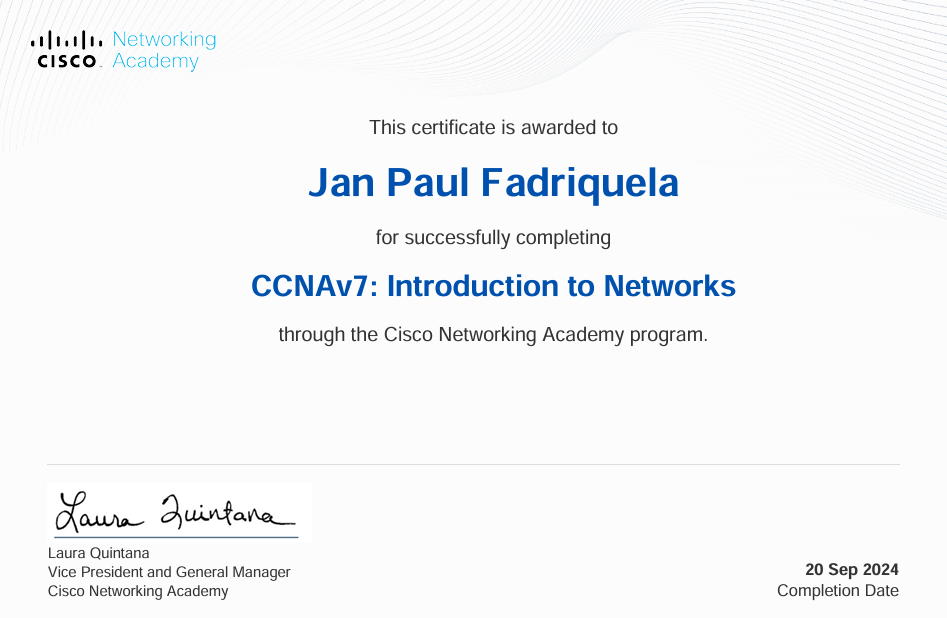 Networking
CISCO Academy
This certificate is awarded to
Jan Paul Fadriquela
for successfully completing
CCNAv7: Introduction to Networks
through the Cisco Networking Academy program.
Laura Quintana
Laura Quintana
Vice President and General Manager
Cisco Networking Academy
20 Sep 2024
Completion Date